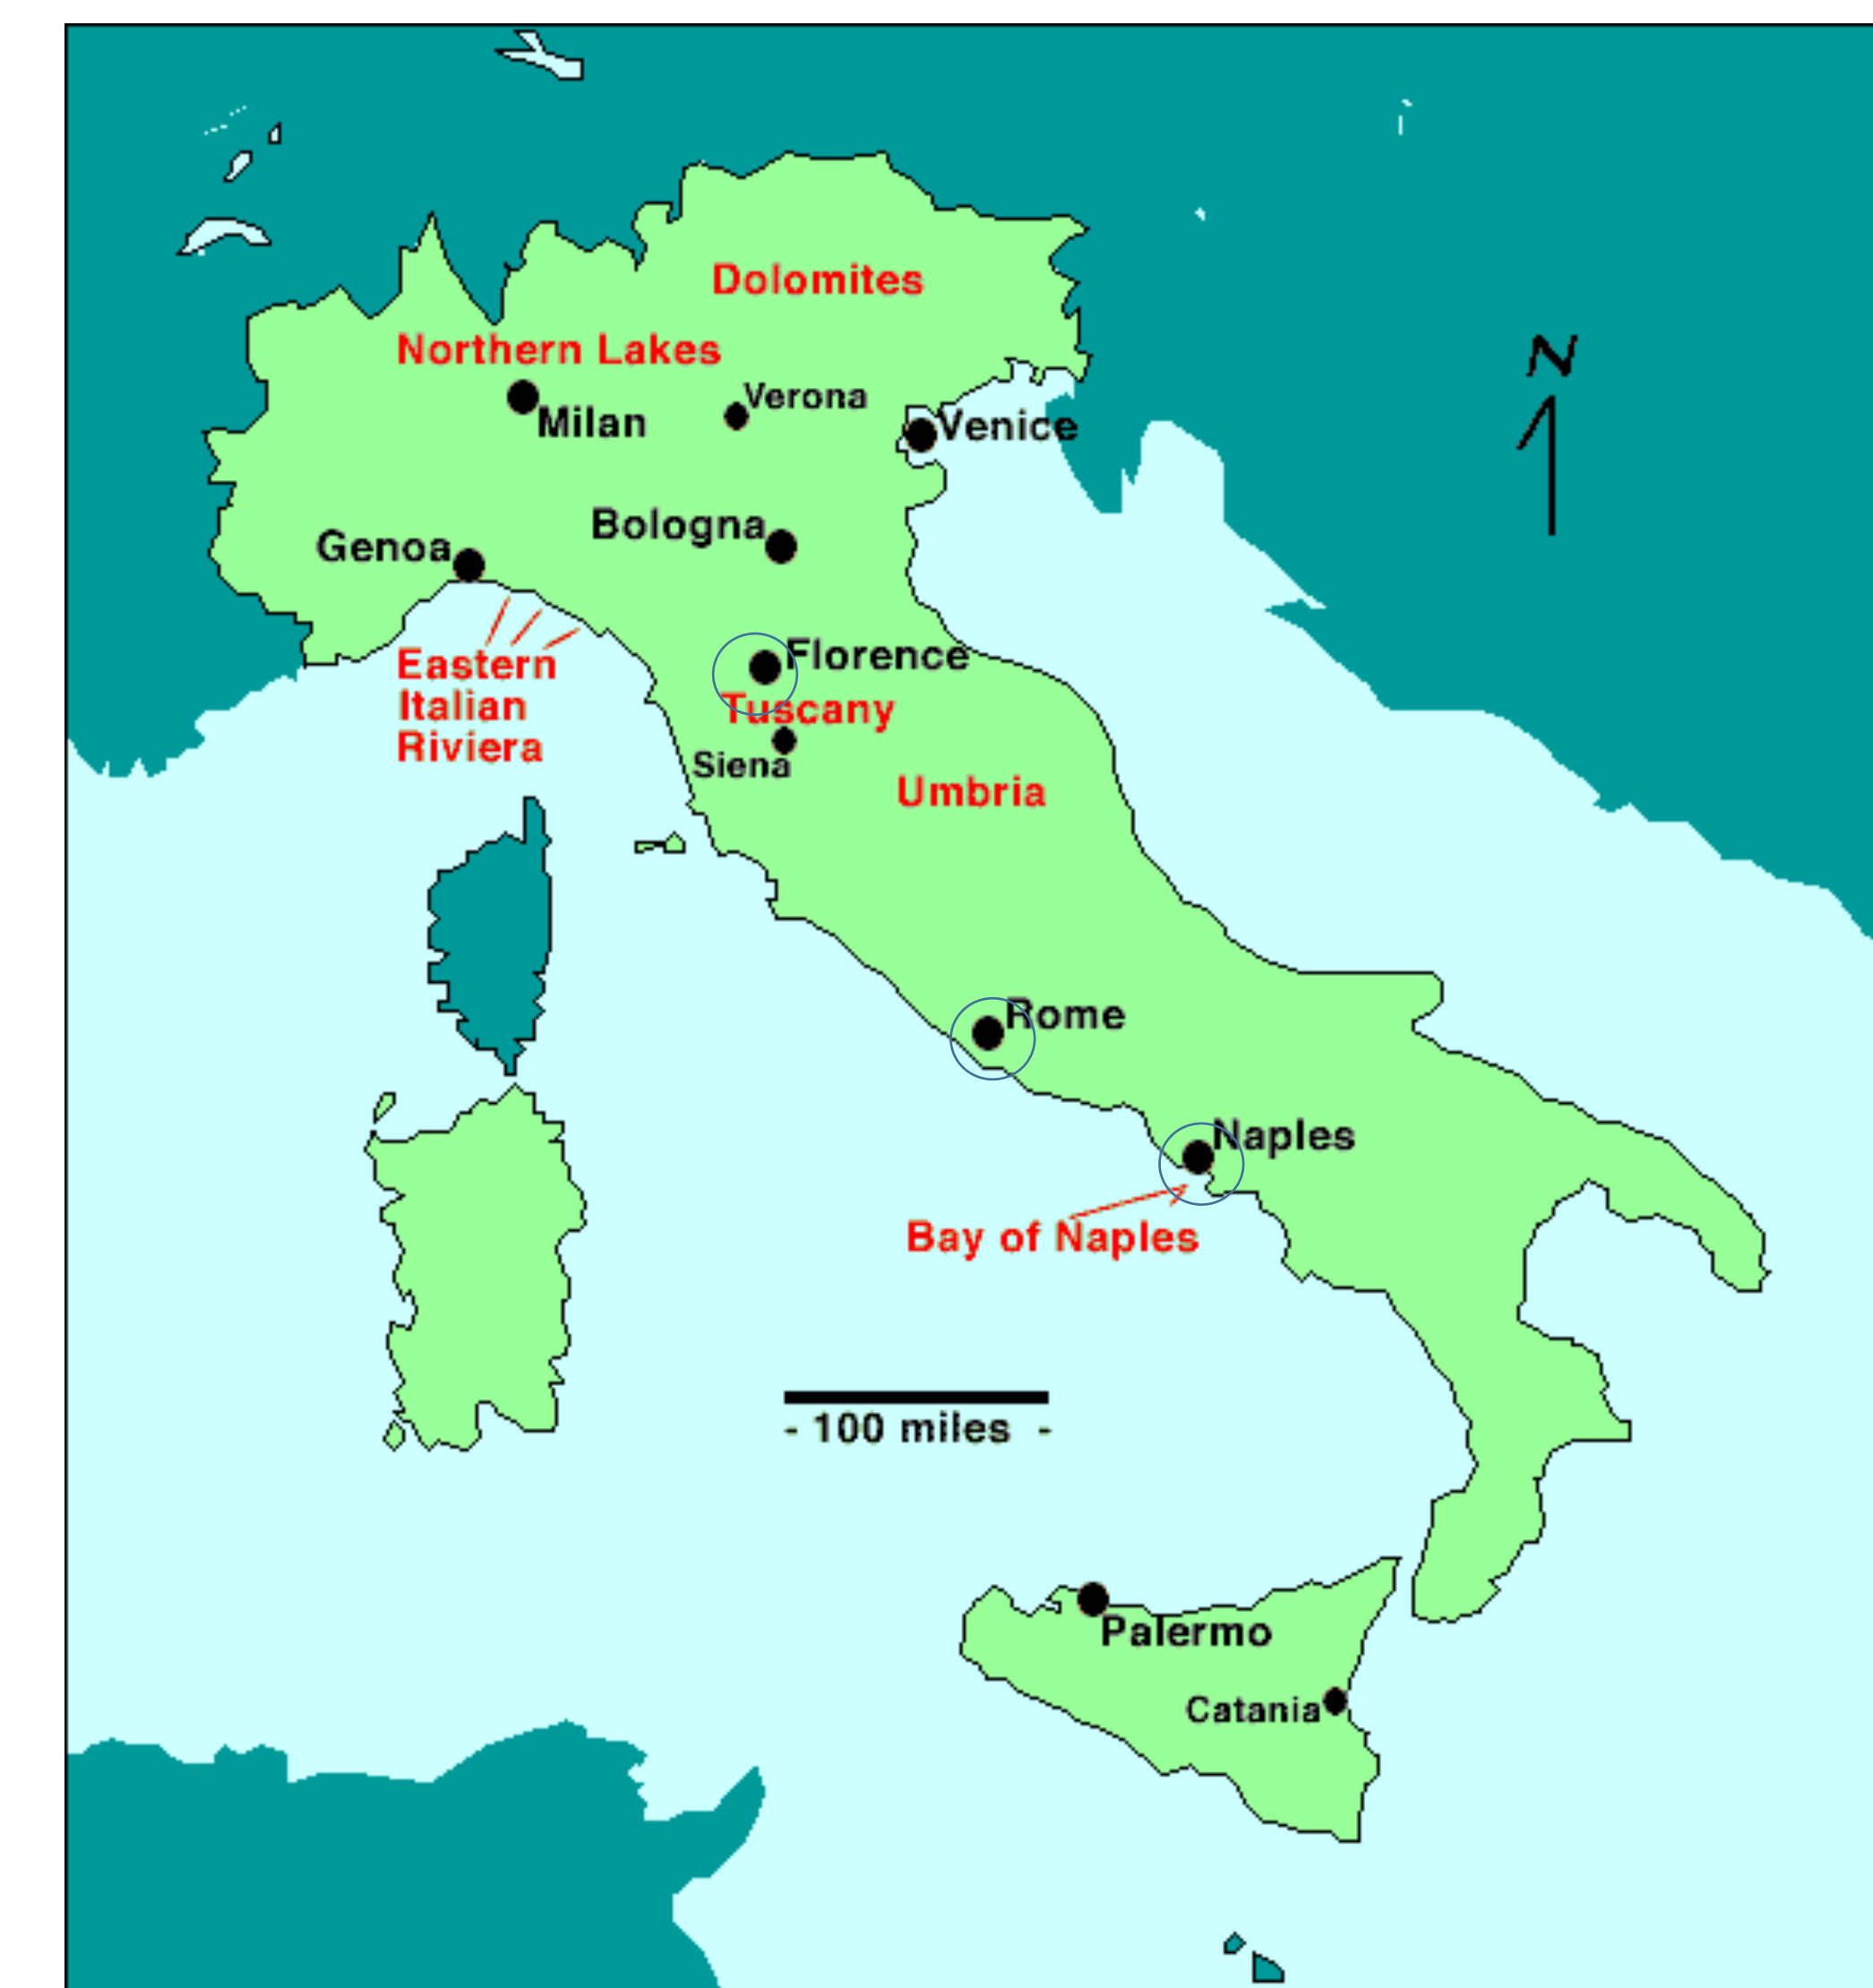 N
Dolomites
Northern Lakes
Verona
Milan
Venice
Bologna
Genoa
Florence
Eastern
Italian
Riviera
Tuscany
Siena
Umbria
Rome
Naples
Bay of Naples
- 100 miles -
Palermo
Catania